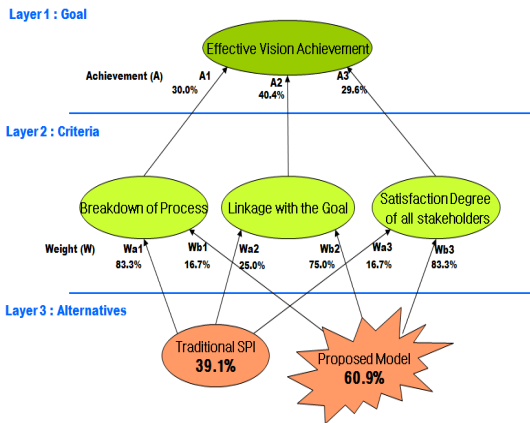 Layer 1 : Goal
Effective Vision Achievement
Achievement (A) A1 A2 A3
30.0% 40.4% 29.6%
Layer 2 : Criteria
Breakdown of Process
Linkage with the Goal
Satisfaction Degree
of all stakeholders
Weight (W) Wa1 Wb1 Wa2 Wb2 Wa3 Wb3
83.3% 16.7% 25.0% 75.0% 16.7% 83.3%
Layer 3 : Alternatives
Traditional SPI
39.1%
Proposed Model
60.9%